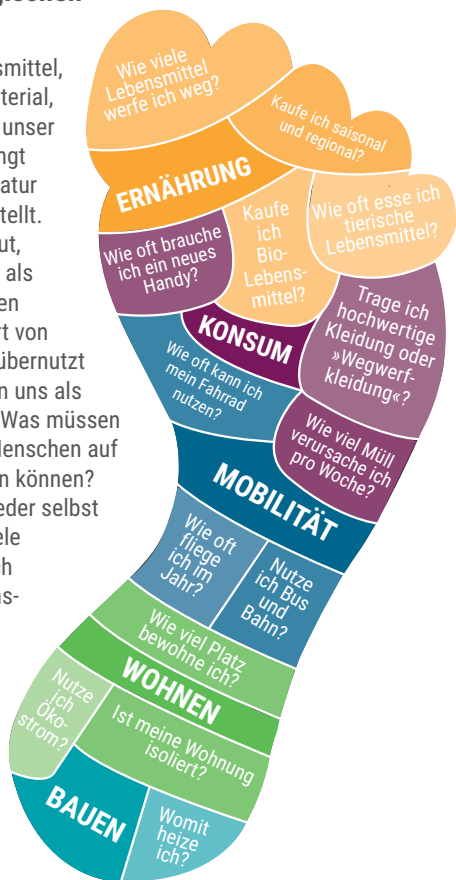 gischen
smittel,
terial,
unser
ngt
atur
tellt.
ut,
als
en
rt von
übernutzt
n uns als
Was müssen
Menschen auf
n können?
eder selbst
ele
ch
ns-
Wie viele
Lebensmittel
werfe ich weg?
Kaufe ich saisonal
und regional?
ERNÄHRUNG
Kaufe
ich
Bio-
Lebens-
mittel?
Wie oft esse ich
tierische
Lebensmittel?
Wie oft brauche
ich ein neues
Handy?
KONSUM
Trage ich
hochwertige
Kleidung oder
»Wegwerf-
kleidung«?
Wie oft kann ich
mein Fahrrad
nutzen?
Wie viel Müll
verursache ich
pro Woche?
MOBILITÄT
Wie oft
fliege
ich im
Jahr?
Nutze
ich Bus
und
Bahn?
Wie viel Platz
bewohne ich?
WOHNEN
Nutze
ich
Öko-
strom?
Ist meine Wohnung
isoliert?
BAUEN
Womit
heize
ich?